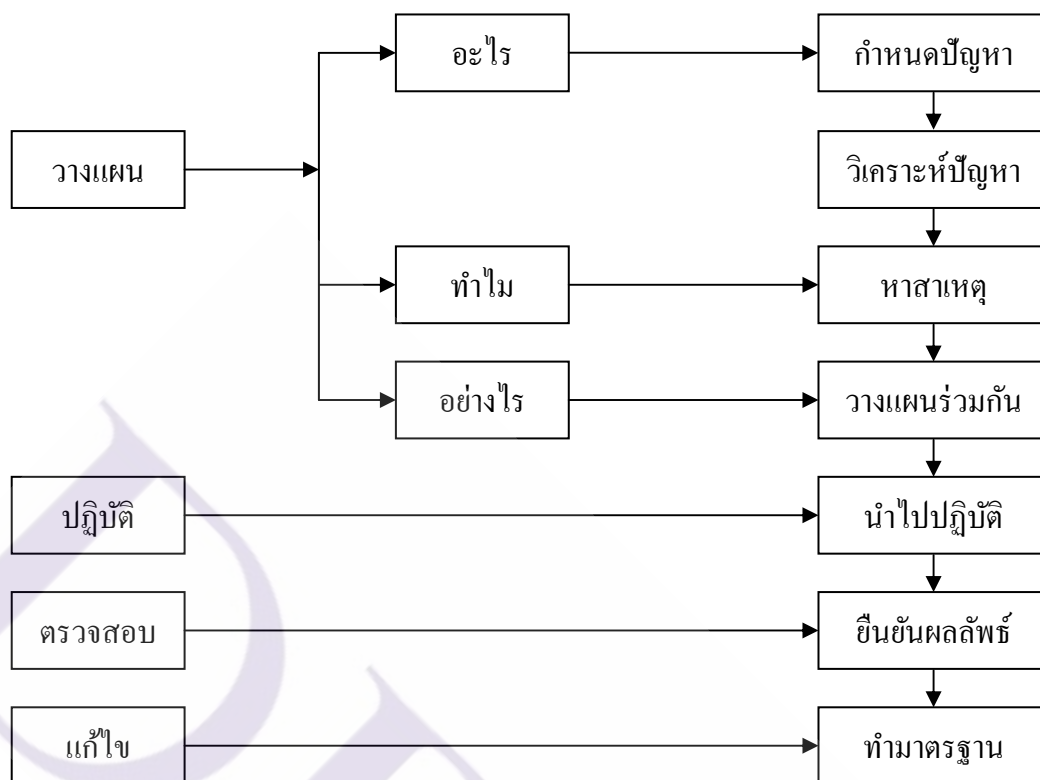 อะไร
กำหนดปัญหา
วางแผน
วิเคราะห์ปัญหา
ทำไม
หาสาเหตุ
อย่างไร
วางแผนร่วมกัน
ปฏิบัติ
นำไปปฏิบัติ
ตรวจสอบ
ยืนยันผลลัพธ์
แก้ไข
ทำมาตรฐาน